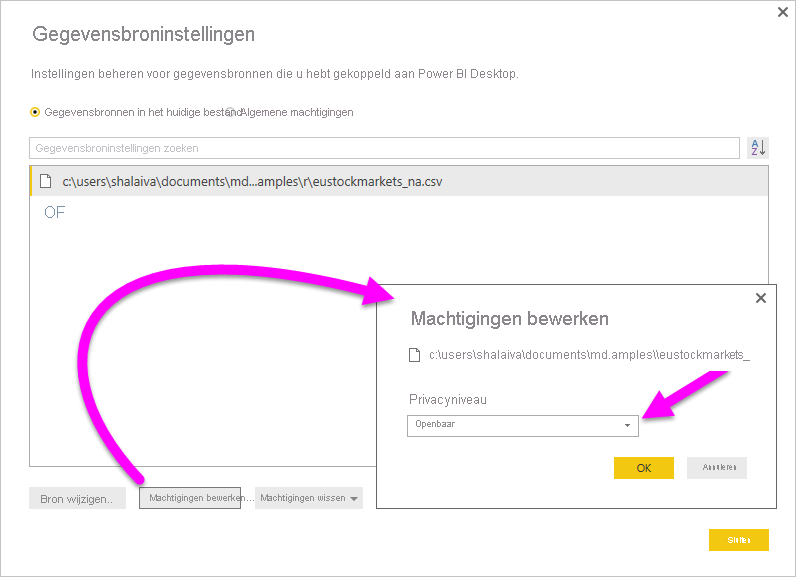 Gegevensbroninstellingen
Instellingen beheren voor gegevensbronnen die u hebt gekoppeld aan Power BI Desktop.
Gegevensbronnen in het huidige bestand Algemene machtigingen
Gegevensbroninstellingen zoeken
A
Z
c:\users\shalaiva\documents\md...amples\r\eustockmarkets_na.csv
OF
Machtigingen bewerken
c:\users\shalaiva\documents\md.amples\\eustockmarkets_
Privacyniveau
Openbaar
OK Annuleren
Bron wijzigen.. Machtigingen bewerken... Machtigingen wissen
Sluiten